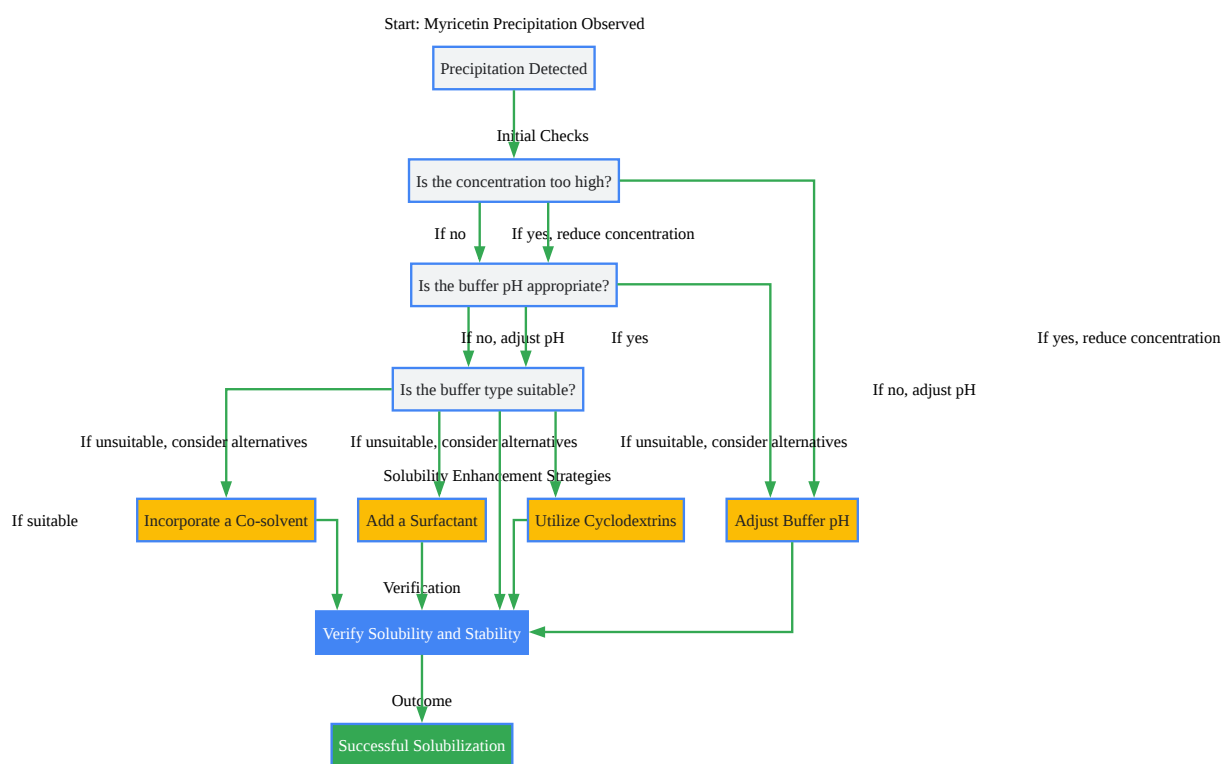 Start: Myricetin Precipitation Observed
Precipitation Detected
Initial Checks
Is the concentration too high?
If no
If yes, reduce concentration
Is the buffer pH appropriate?
If no, adjust pH
If yes
If yes, reduce concentration
Is the buffer type suitable?
If no, adjust pH
If unsuitable, consider alternatives
If unsuitable, consider alternatives
If unsuitable, consider alternatives
Solubility Enhancement Strategies
If suitable
Incorporate a Co-solvent
Add a Surfactant
Utilize Cyclodextrins
Adjust Buffer pH
Verification
Verify Solubility and Stability
Outcome
Successful Solubilization